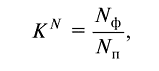 K^N = N_ф / N_п,